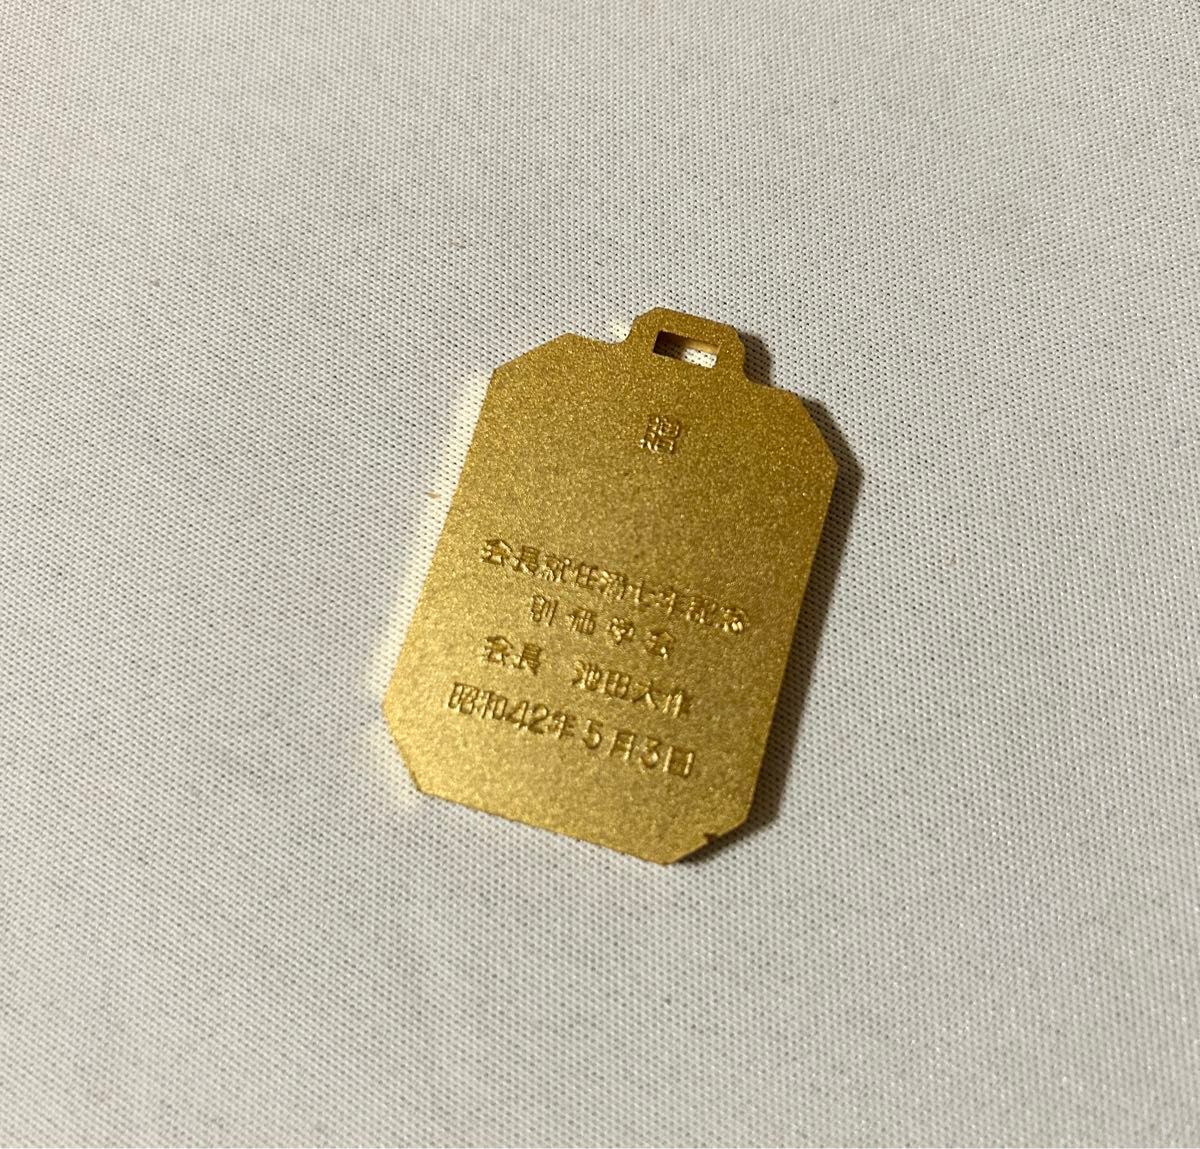 贈
会長就任満七年記念
創価学会
会長 池田大作
昭和42年5月3日